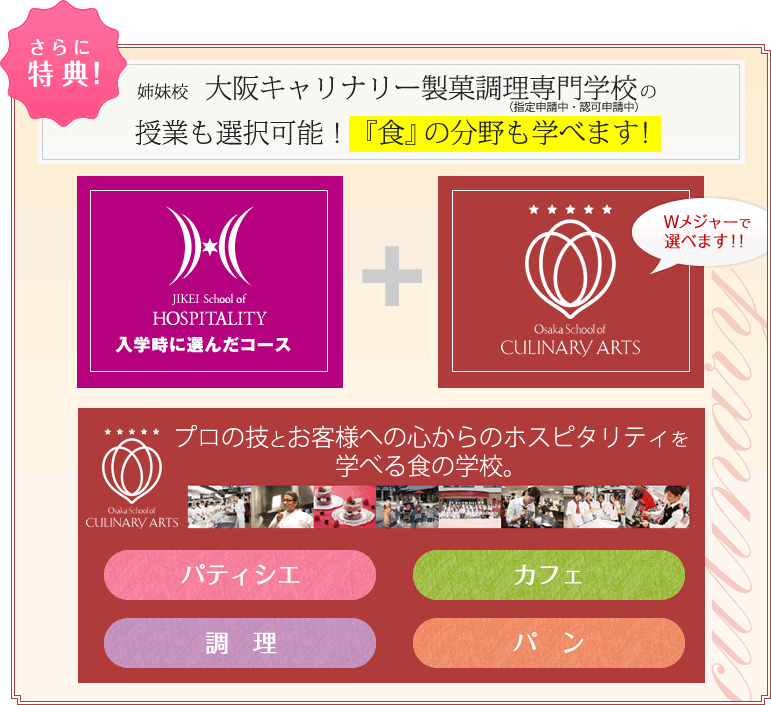 さらに
特典!
姉妹校 大阪キャリナリー製菓調理専門学校の
（指定申請中・認可申請中）
授業も選択可能！『食』の分野も学べます！
JIKEI School of
HOSPITALITY
入学時に選んだコース
+
Osaka School of
CULINARY ARTS
Wメジャーで
選べます!!
culinary
プロの技とお客様への心からのホスピタリティを
学べる食の学校。
Osaka School of
CULINARY ARTS
パティシエ
カフェ
調 理
パ ン